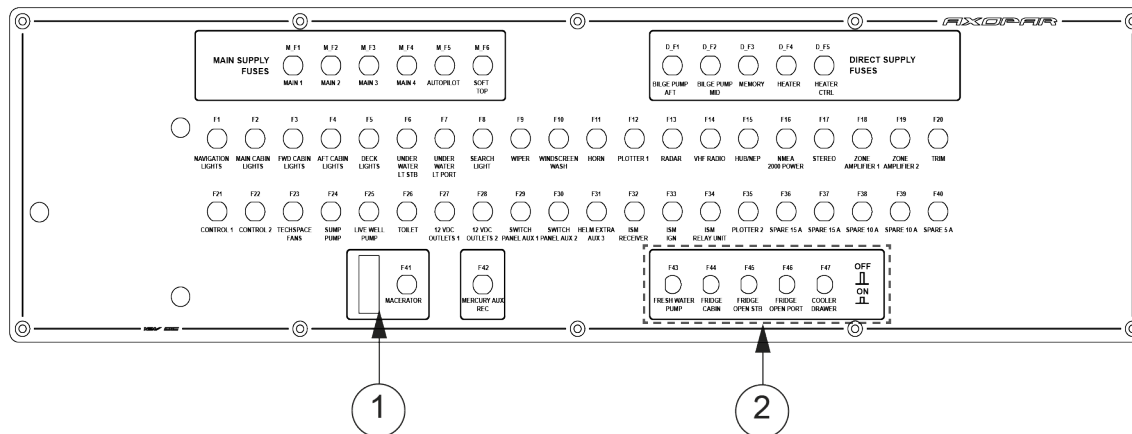 AXOPAR
MAIN SUPPLY
FUSES
M_F1 M_F2 M_F3 M_F4 M_F5 M_F6
MAIN 1 MAIN 2 MAIN 3 MAIN 4 AUTOPILOT SOFT
TOP
D_F1 D_F2 D_F3 D_F4 D_F5
BILGE PUMP
AFT
BILGE PUMP
MID
MEMORY HEATER HEATER
CTRL
DIRECT SUPPLY
FUSES
F1 F2 F3 F4 F5 F6 F7 F8 F9 F10 F11 F12 F13 F14 F15 F16 F17 F18 F19 F20
NAVIGATION
LIGHTS
MAIN CABIN
LIGHTS
FWD CABIN
LIGHTS
AFT CABIN
LIGHTS
DECK
LIGHTS
UNDER
WATER
LT STB
UNDER
WATER
LT PORT
SEARCH
LIGHT
WIPER
WINDSCREEN
WASH
HORN
PLOTTER 1
RADAR
VHF RADIO
HUB/NEP
NMEA
2000 POWER
STEREO
ZONE
AMPLIFIER 1
ZONE
AMPLIFIER 2
TRIM
F21 F22 F23 F24 F25 F26 F27 F28 F29 F30 F31 F32 F33 F34 F35 F36 F37 F38 F39 F40
CONTROL 1
CONTROL 2
TECHSPACE
FANS
SUMP
PUMP
LIVE WELL
PUMP
TOILET
12 VDC
OUTLETS 1
12 VDC
OUTLETS 2
SWITCH
PANEL AUX 1
SWITCH
PANEL AUX 2
HELM EXTRA
AUX 3
ISM
RECEIVER
ISM
IGN
ISM
RELAY UNIT
PLOTTER 2
SPARE 15 A
SPARE 15 A
SPARE 10 A
SPARE 10 A
SPARE 5 A
F41
MACERATOR
F42
MERCURY AUX
REC
F43 F44 F45 F46 F47
FRESH WATER
PUMP
FRIDGE
CABIN
FRIDGE
OPEN STB
FRIDGE
OPEN PORT
COOLER
DRAWER
OFF
ON
1
2